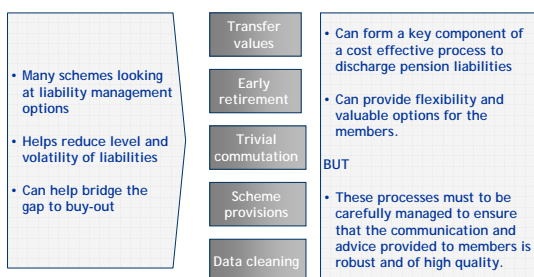 • Many schemes looking
at liability management
options
• Helps reduce level and
volatility of liabilities
• Can help bridge the
gap to buy-out
Transfer
values
Early
retirement
Trivial
commutation
Scheme
provisions
Data cleaning
• Can form a key component of
a cost effective process to
discharge pension liabilities
• Can provide flexibility and
valuable options for the
members.
BUT
• These processes must to be
carefully managed to ensure
that the communication and
advice provided to members is
robust and of high quality.